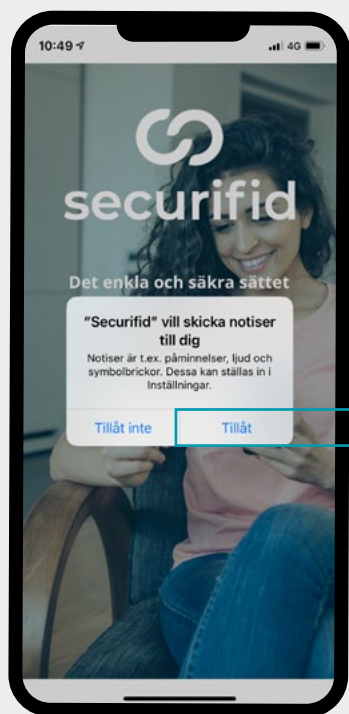 10:49
4G
securifid
Det enkla och säkra sättet
"Securifid" vill skicka notiser
till dig
Notiser är t.ex. påminnelser, ljud och
symbolbrickor. Dessa kan ställas in i
Inställningar.
Tillåt inte
Tillåt